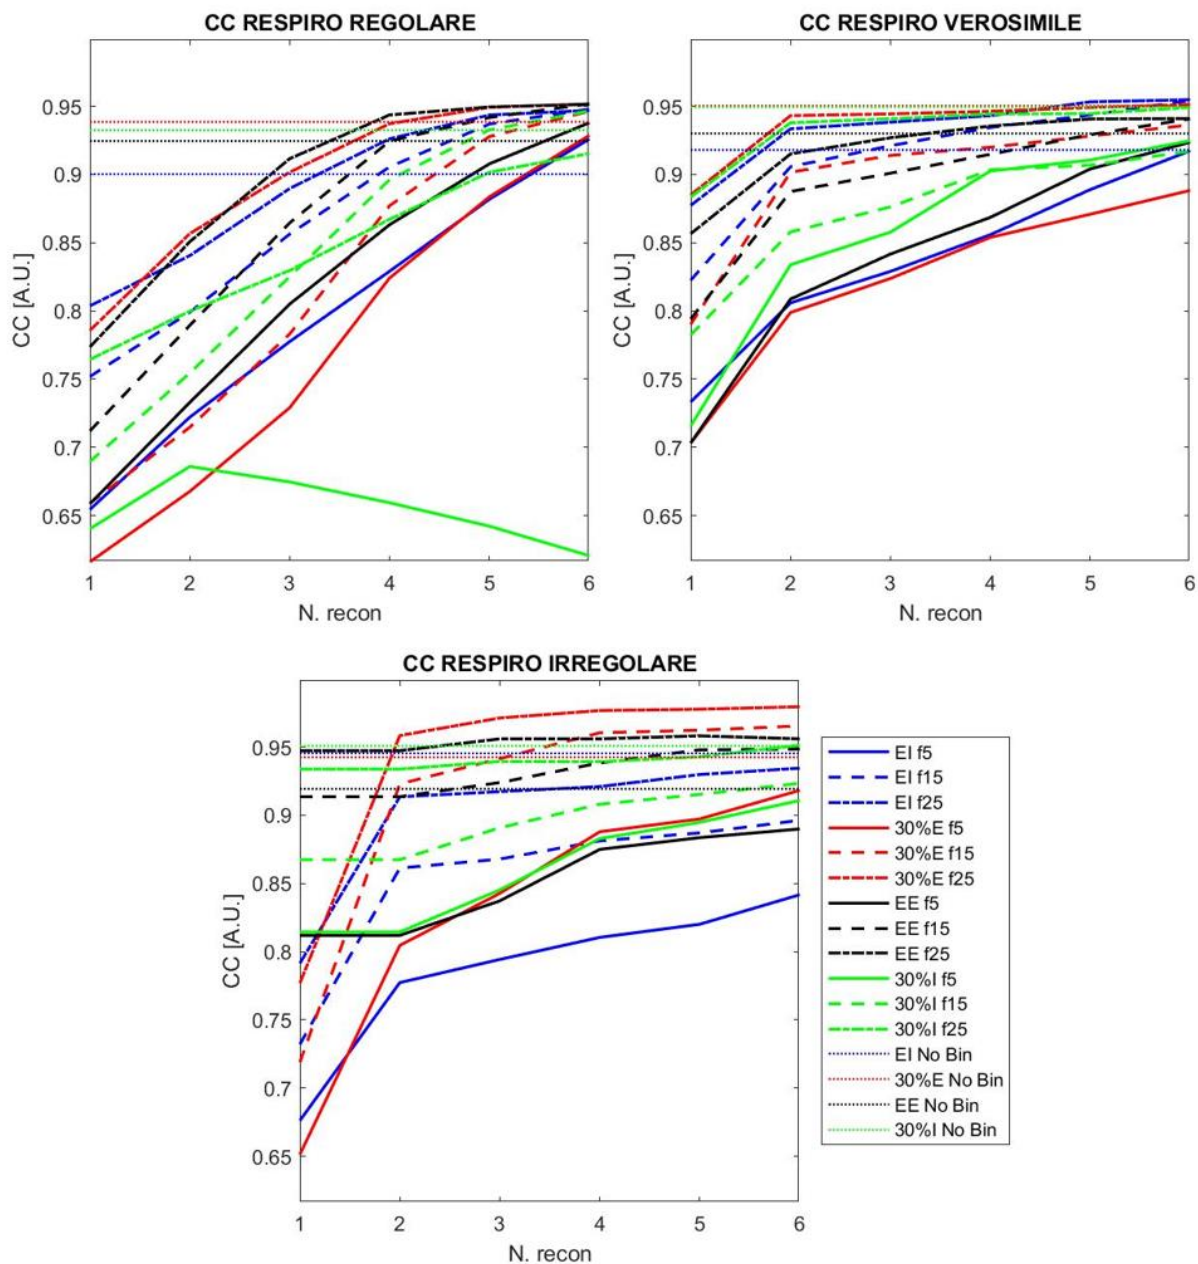 CC RESPIRO REGOLARE
CC [A.U.]
0.95
0.9
0.85
0.8
0.75
0.7
0.65
1 2 3 4 5 6
N. recon
CC RESPIRO VEROSIMILE
CC [A.U.]
0.95
0.9
0.85
0.8
0.75
0.7
0.65
1 2 3 4 5 6
N. recon
CC RESPIRO IRREGOLARE
CC [A.U.]
0.95
0.9
0.85
0.8
0.75
0.7
0.65
1 2 3 4 5 6
N. recon
EI f5
EI f15
EI f25
30%E f5
30%E f15
30%E f25
EE f5
EE f15
EE f25
30%I f5
30%I f15
30%I f25
EI No Bin
30%E No Bin
EE No Bin
30%I No Bin